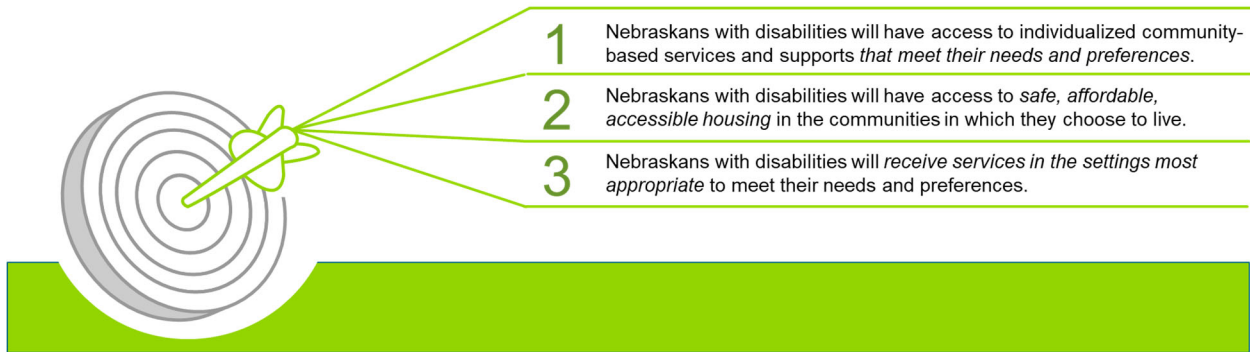 1
Nebraskans with disabilities will have access to individualized community-
based services and supports that meet their needs and preferences.
2
Nebraskans with disabilities will have access to safe, affordable,
accessible housing in the communities in which they choose to live.
3
Nebraskans with disabilities will receive services in the settings most
appropriate to meet their needs and preferences.